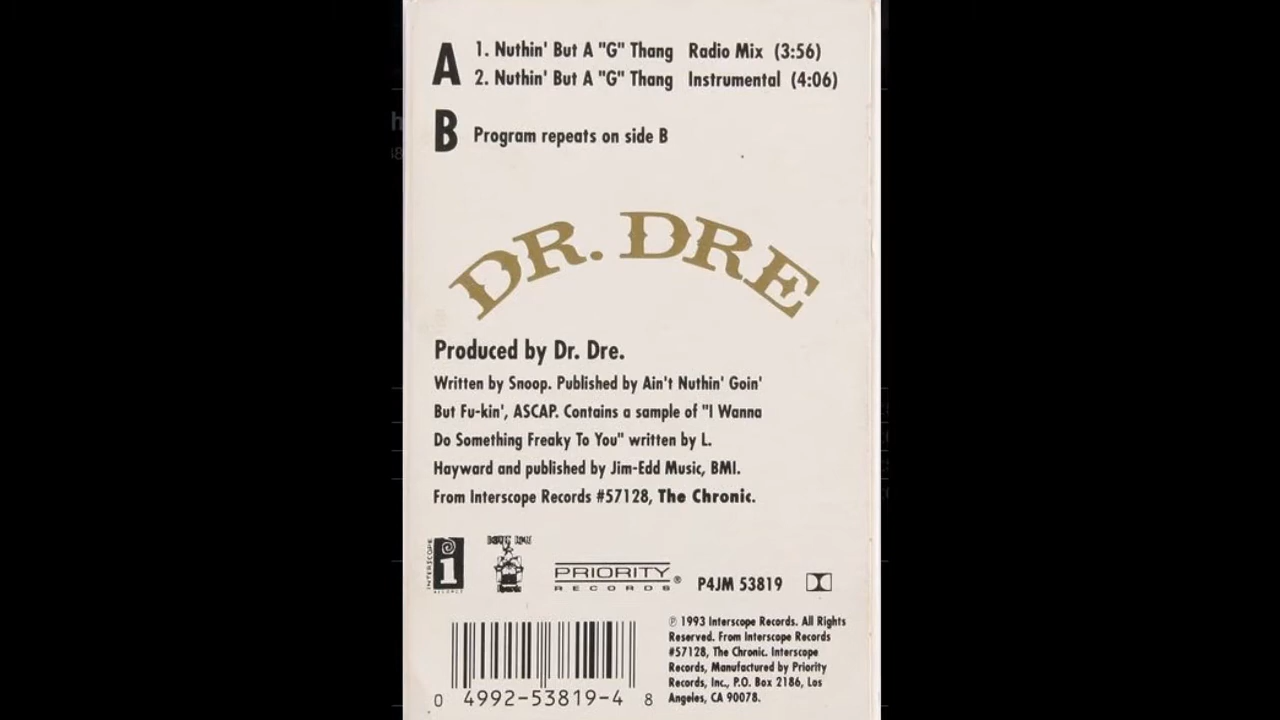 A 1. Nuthin' But A "G" Thang Radio Mix (3:56)
2. Nuthin' But A "G" Thang Instrumental (4:06)
B Program repeats on side B
DR. DRE
Produced by Dr. Dre.
Written by Snoop. Published by Ain't Nuthin' Goin'
But Fu-kin', ASCAP. Contains a sample of "I Wanna
Do Something Freaky To You" written by L.
Hayward and published by Jim-Edd Music, BMI.
From Interscope Records #57128, The Chronic.
INTERSCOPE
RECORDS
PRIORITY®
RECORDS
P4JM 53819
℗ 1993 Interscope Records. All Rights
Reserved. From Interscope Records
#57128, The Chronic. Interscope
Records, Manufactured by Priority
Records, Inc., P.O. Box 2186, Los
Angeles, CA 90078.
0 4992-53819-4 8